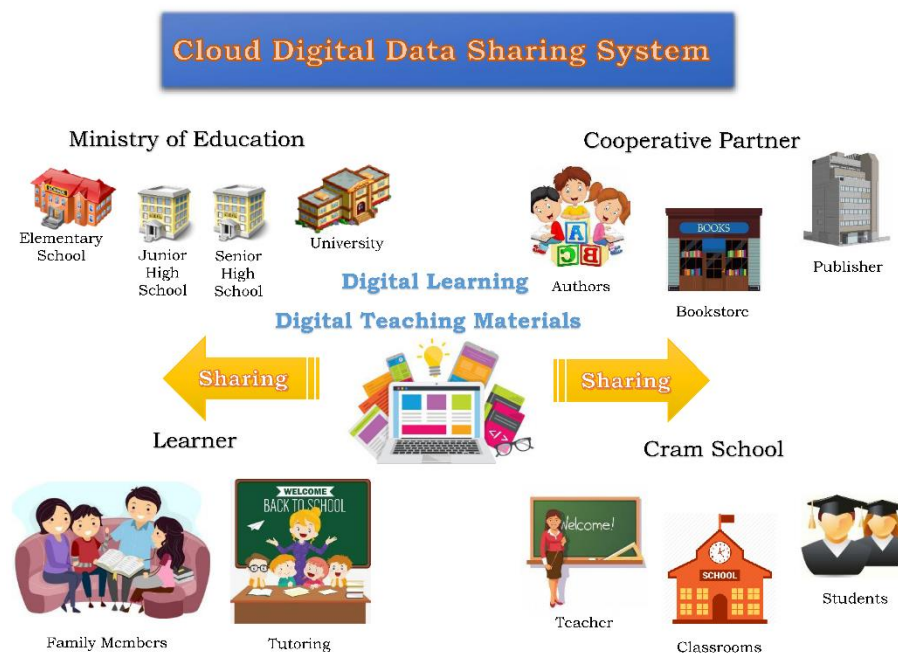 Cloud Digital Data Sharing System
Ministry of Education
Cooperative Partner
SCHOOL
Elementary
School
Junior
High
School
Senior
High
School
University
A
B
C
Authors
BOOKS
Bookstore
Publisher
Digital Learning
Digital Teaching Materials
Sharing
</>
Sharing
Learner
Cram School
WELCOME
BACK TO SCHOOL
Family Members
Tutoring
Welcome!
Teacher
SCHOOL
Classrooms
Students